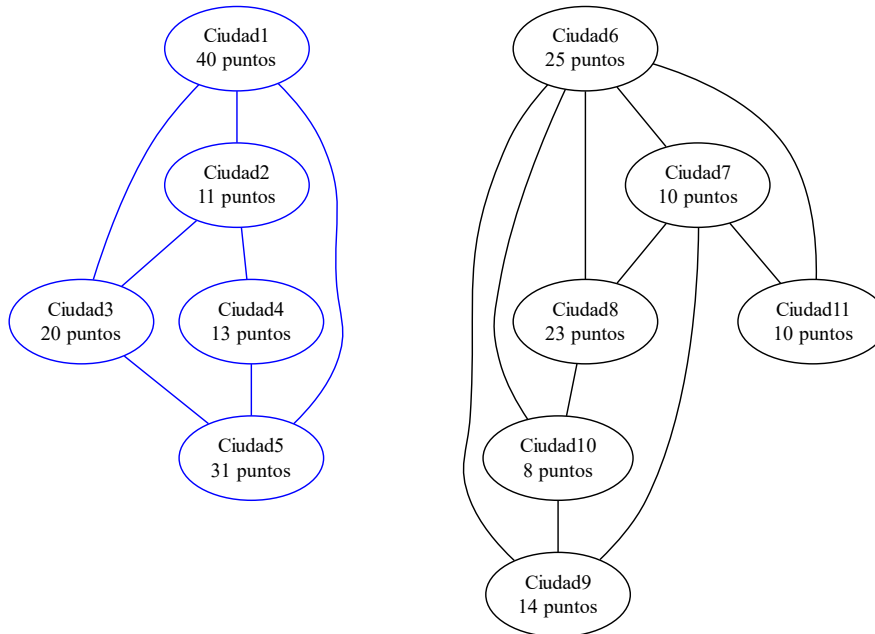 Ciudad1
40 puntos
Ciudad2
11 puntos
Ciudad3
20 puntos
Ciudad4
13 puntos
Ciudad5
31 puntos
Ciudad6
25 puntos
Ciudad7
10 puntos
Ciudad8
23 puntos
Ciudad11
10 puntos
Ciudad10
8 puntos
Ciudad9
14 puntos